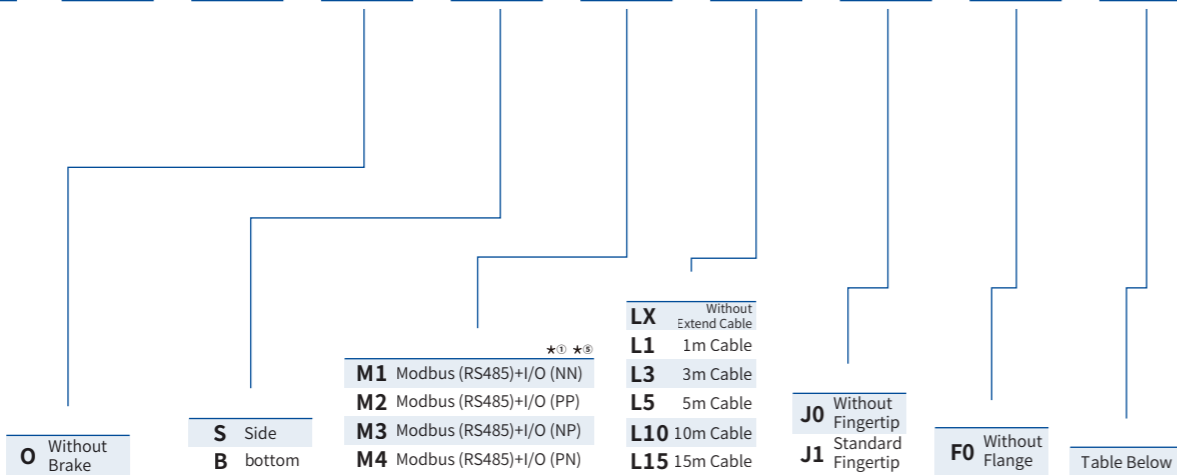 O Without
Brake
S Side
B bottom
★① ★⑤
M1 Modbus (RS485)+I/O (NN)
M2 Modbus (RS485)+I/O (PP)
M3 Modbus (RS485)+I/O (NP)
M4 Modbus (RS485)+I/O (PN)
LX Without
Extend Cable
L1 1m Cable
L3 3m Cable
L5 5m Cable
L10 10m Cable
L15 15m Cable
J0 Without
Fingertip
J1 Standard
Fingertip
F0 Without
Flange
Table Below